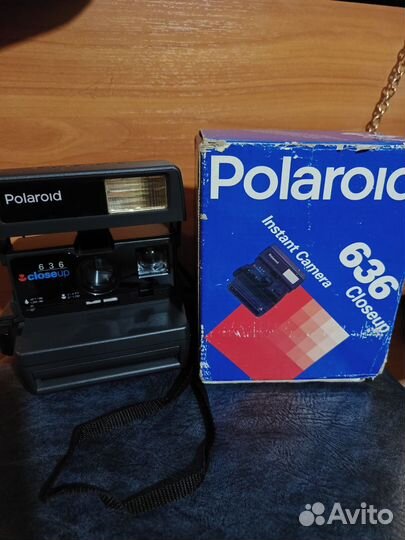 Polaroid
636
closeup
Polaroid
Instant Camera
636
Closeup
Avito